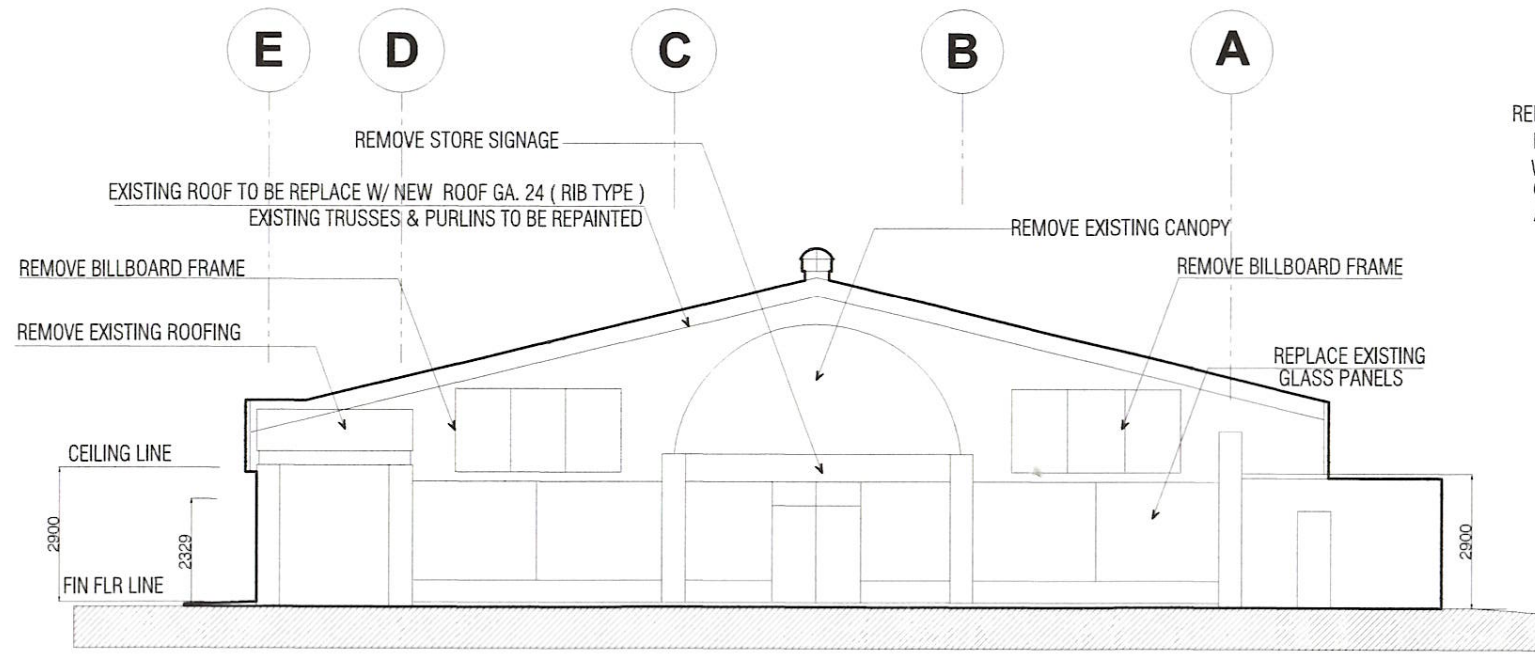 E
D
C
B
A
REMOVE STORE SIGNAGE
EXISTING ROOF TO BE REPLACE W/ NEW ROOF GA. 24 ( RIB TYPE )
EXISTING TRUSSES & PURLINS TO BE REPAINTED
REMOVE EXISTING CANOPY
REMOVE BILLBOARD FRAME
REMOVE BILLBOARD FRAME
REMOVE EXISTING ROOFING
REPLACE EXISTING
GLASS PANELS
CEILING LINE
2900
2329
2900
FIN FLR LINE